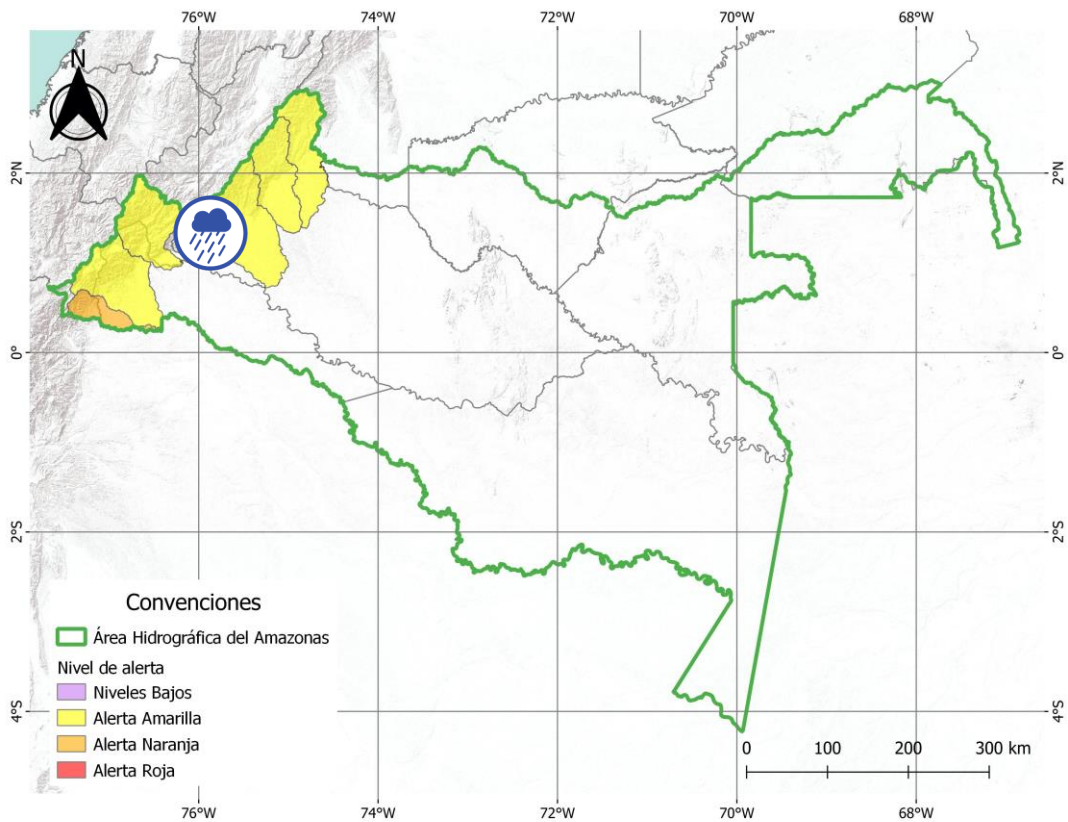 76°W 74°W 72°W 70°W 68°W
N
2°N 2°N
0° 0°
2°S 2°S
4°S 4°S
Convenciones
Área Hidrográfica del Amazonas
Nivel de alerta
Niveles Bajos
Alerta Amarilla
Alerta Naranja
Alerta Roja
0 100 200 300 km
76°W 74°W 72°W 70°W 68°W